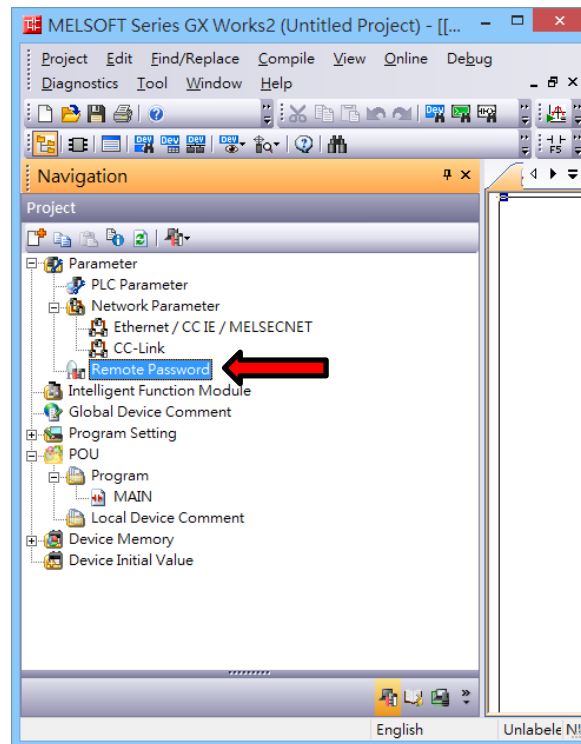 MELSOFT Series GX Works2 (Untitled Project) - [[...
Project Edit Find/Replace Compile View Online Debug
Diagnostics Tool Window Help
Navigation
Project
Parameter
PLC Parameter
Network Parameter
Ethernet / CC IE / MELSECNET
CC-Link
Remote Password
Intelligent Function Module
Global Device Comment
Program Setting
POU
Program
MAIN
Local Device Comment
Device Memory
Device Initial Value
English Unlabele